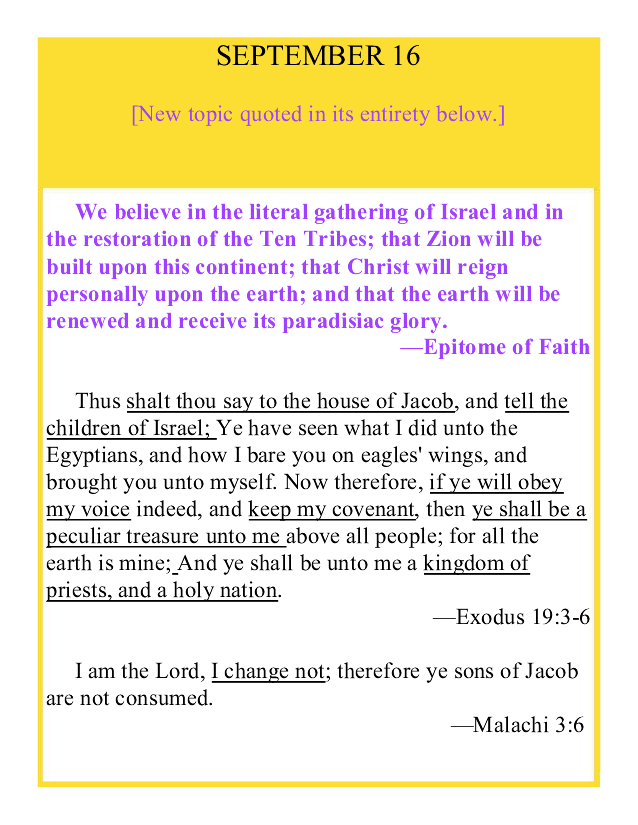 SEPTEMBER 16
[New topic quoted in its entirety below.]
We believe in the literal gathering of Israel and in
the restoration of the Ten Tribes; that Zion will be
built upon this continent; that Christ will reign
personally upon the earth; and that the earth will be
renewed and receive its paradisiac glory.
—Epitome of Faith
Thus shalt thou say to the house of Jacob, and tell the
children of Israel; Ye have seen what I did unto the
Egyptians, and how I bare you on eagles' wings, and
brought you unto myself. Now therefore, if ye will obey
my voice indeed, and keep my covenant, then ye shall be a
peculiar treasure unto me above all people; for all the
earth is mine; And ye shall be unto me a kingdom of
priests, and a holy nation.
—Exodus 19:3-6
I am the Lord, I change not; therefore ye sons of Jacob
are not consumed.
—Malachi 3:6